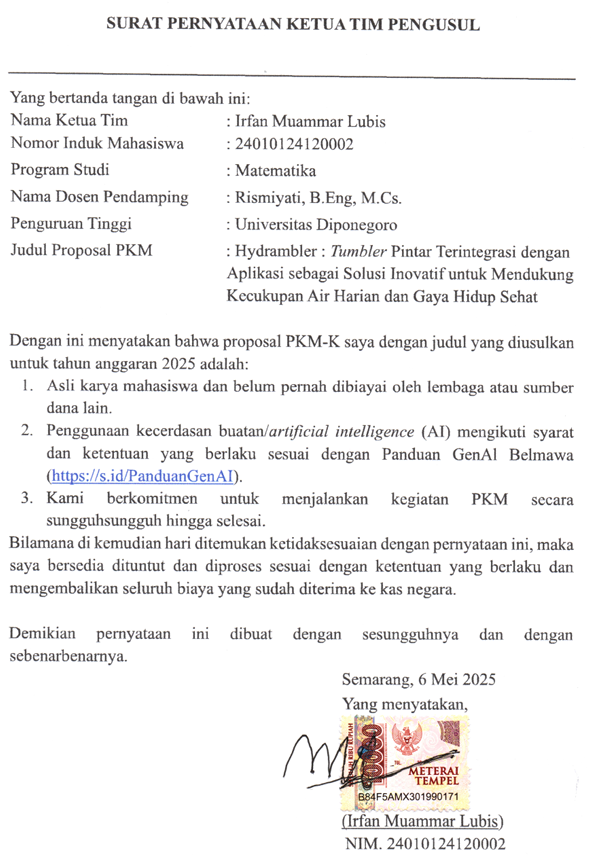 SURAT PERNYATAAN KETUA TIM PENGUSUL
Yang bertanda tangan di bawah ini:
Nama Ketua Tim : Irfan Muammar Lubis
Nomor Induk Mahasiswa : 24010124120002
Program Studi : Matematika
Nama Dosen Pendamping : Rismiyati, B.Eng, M.Cs.
Penguruan Tinggi : Universitas Diponegoro
Judul Proposal PKM : Hydrambler : Tumbler Pintar Terintegrasi dengan
Aplikasi sebagai Solusi Inovatif untuk Mendukung
Kecukupan Air Harian dan Gaya Hidup Sehat
Dengan ini menyatakan bahwa proposal PKM-K saya dengan judul yang diusulkan
untuk tahun anggaran 2025 adalah:
1. Asli karya mahasiswa dan belum pernah dibiayai oleh lembaga atau sumber
dana lain.
2. Penggunaan kecerdasan buatan/artificial intelligence (AI) mengikuti syarat
dan ketentuan yang berlaku sesuai dengan Panduan GenAl Belmawa
(https://s.id/PanduanGenAI).
3. Kami berkomitmen untuk menjalankan kegiatan PKM secara
sungguhsungguh hingga selesai.
Bilamana di kemudian hari ditemukan ketidaksesuaian dengan pernyataan ini, maka
saya bersedia dituntut dan diproses sesuai dengan ketentuan yang berlaku dan
mengembalikan seluruh biaya yang sudah diterima ke kas negara.
Demikian pernyataan ini dibuat dengan sesungguhnya dan dengan
sebenarbenarnya.
Semarang, 6 Mei 2025
Yang menyatakan,
METERAI
TEMPEL
B84F5AMX301990171
(Irfan Muammar Lubis)
NIM. 24010124120002